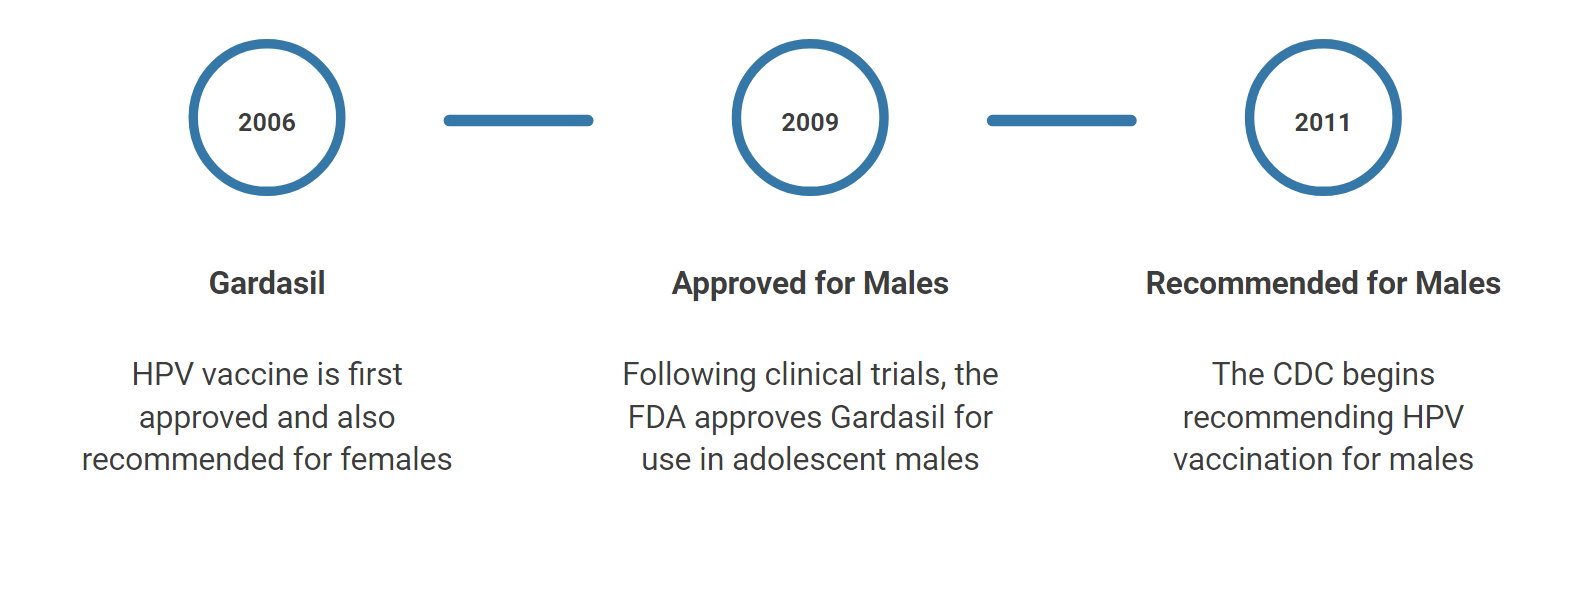 2006
2009
2011
Gardasil
Approved for Males
Recommended for Males
HPV vaccine is first
approved and also
recommended for females
Following clinical trials, the
FDA approves Gardasil for
use in adolescent males
The CDC begins
recommending HPV
vaccination for males